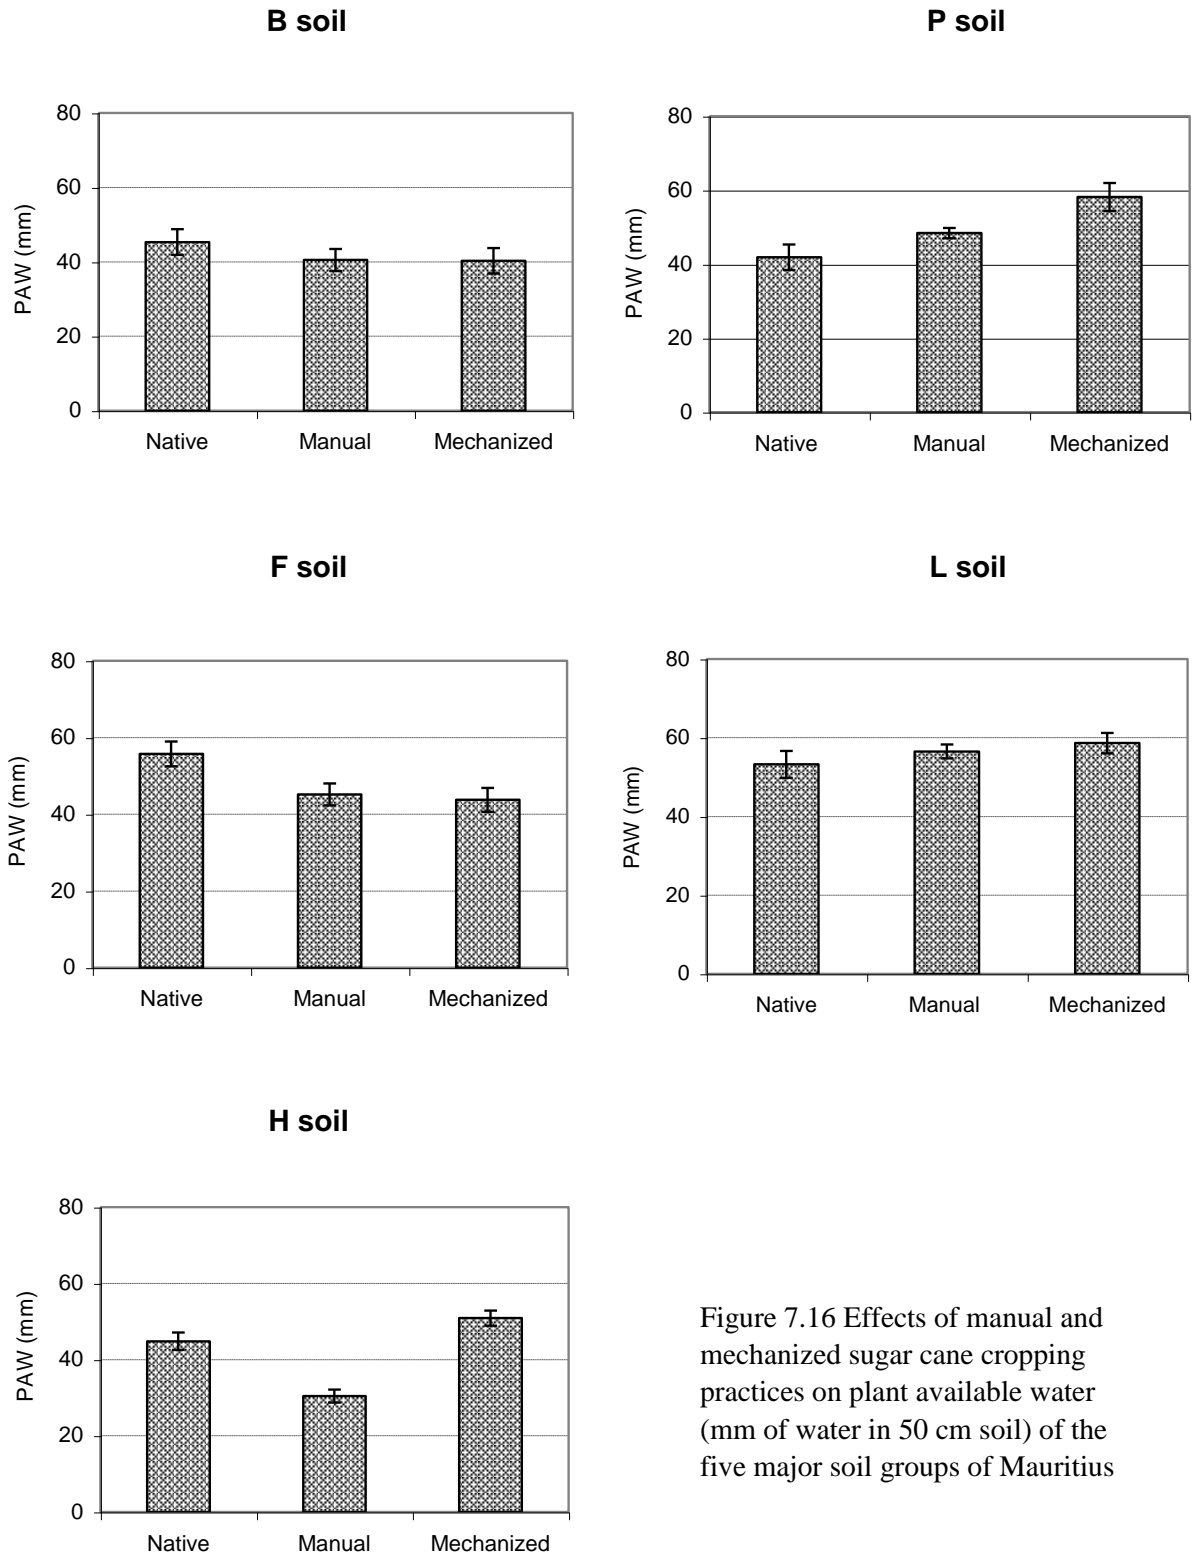 B soil
80
60
40
20
0
PAW (mm)
Native Manual Mechanized
P soil
80
60
40
20
0
PAW (mm)
Native Manual Mechanized
F soil
80
60
40
20
0
PAW (mm)
Native Manual Mechanized
L soil
80
60
40
20
0
PAW (mm)
Native Manual Mechanized
H soil
80
60
40
20
0
PAW (mm)
Native Manual Mechanized
Figure 7.16 Effects of manual and
mechanized sugar cane cropping
practices on plant available water
(mm of water in 50 cm soil) of the
five major soil groups of Mauritius